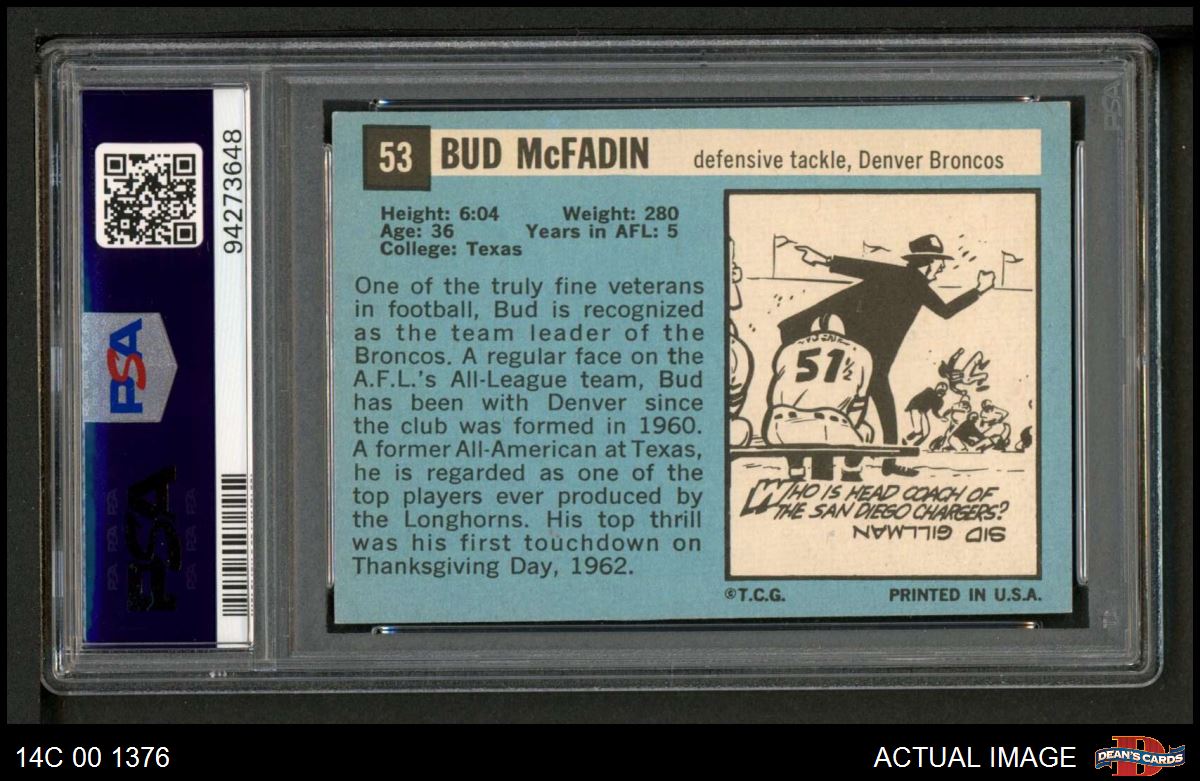 94273648
PSA
PSA
53
BUD McFADIN
defensive tackle, Denver Broncos
Height: 6:04 Weight: 280
Age: 36 Years in AFL: 5
College: Texas
One of the truly fine veterans
in football, Bud is recognized
as the team leader of the
Broncos. A regular face on the
A.F.L.'s All-League team, Bud
has been with Denver since
the club was formed in 1960.
A former All-American at Texas,
he is regarded as one of the
top players ever produced by
the Longhorns. His top thrill
was his first touchdown on
Thanksgiving Day, 1962.
51½
WHO IS HEAD COACH OF
THE SAN DIEGO CHARGERS?
SID GILLMAN
©T.C.G. PRINTED IN U.S.A.
14C 00 1376
ACTUAL IMAGE
DEAN'S CARDS